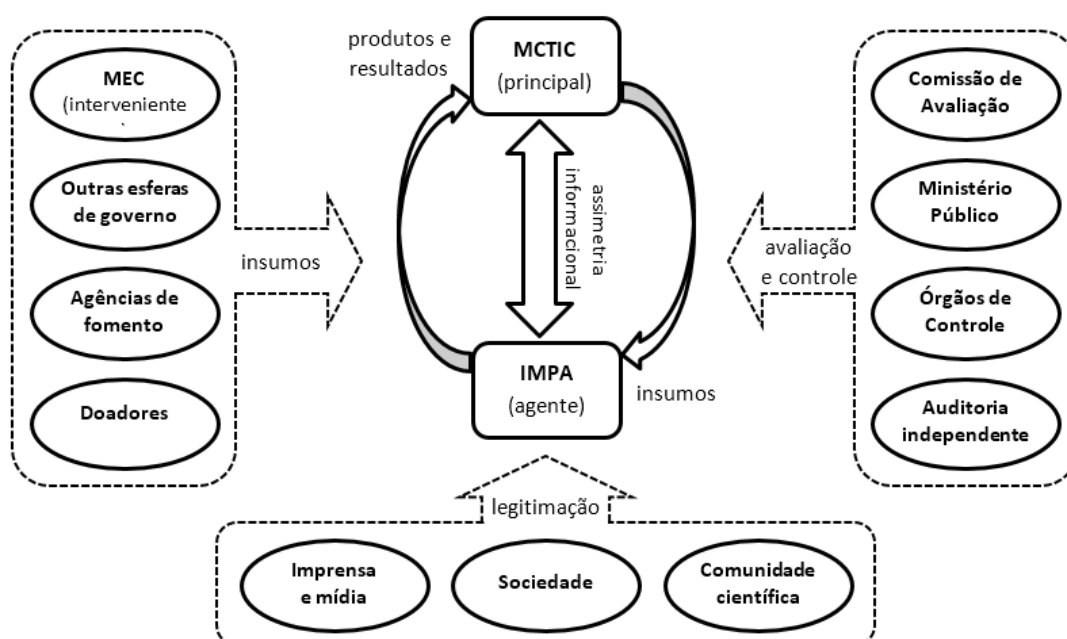 MEC
(interveniente
Outras esferas
de governo
Agências de
fomento
Doadores
insumos
produtos e
resultados
MCTIC
(principal)
assimetria
informacional
IMPA
(agente)
insumos
avaliação
e controle
Comissão de
Avaliação
Ministério
Público
Órgãos de
Controle
Auditoria
independente
legitimação
Imprensa
e mídia
Sociedade
Comunidade
científica